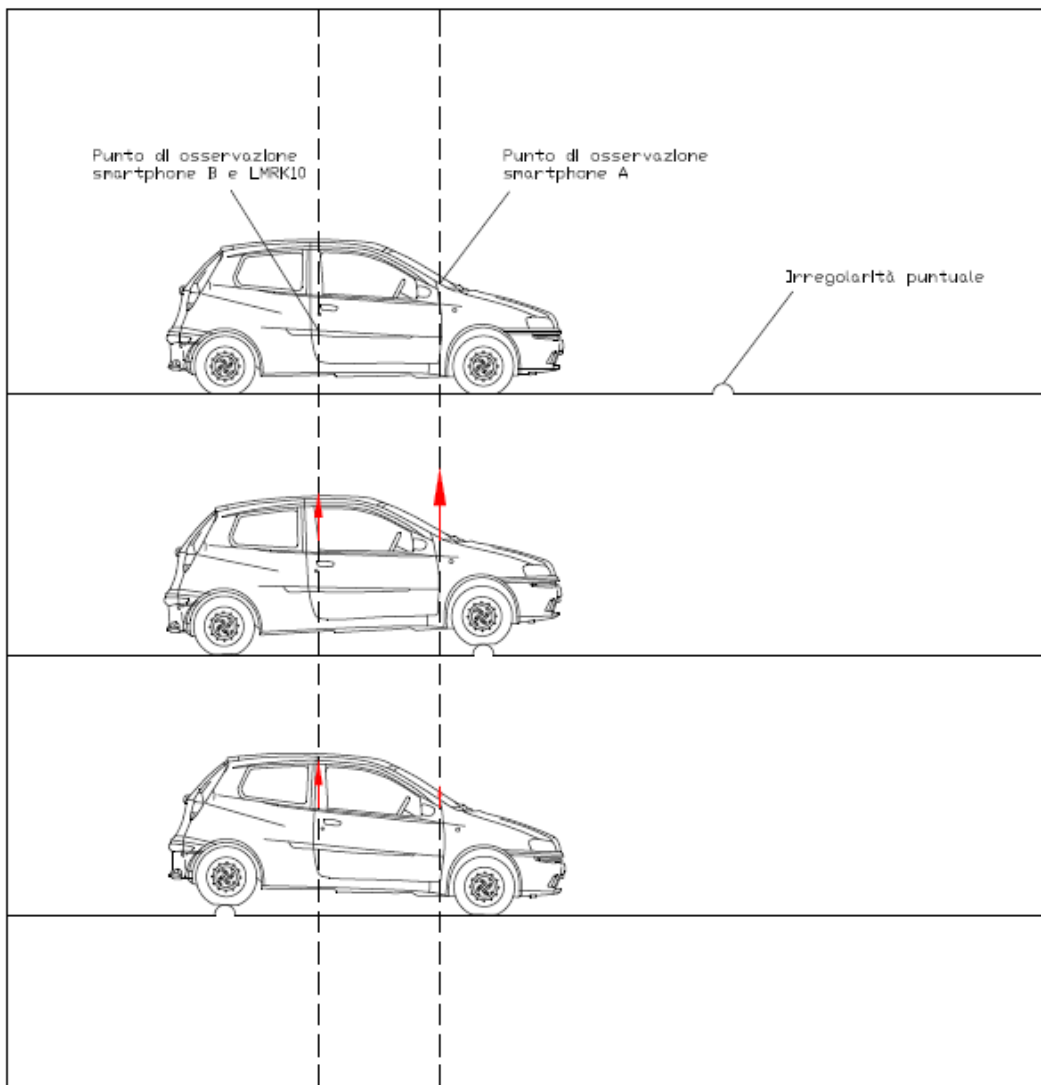 Punto di osservazione
smartphone B e LMRK10
Punto di osservazione
smartphone A
Irregolarità puntuale